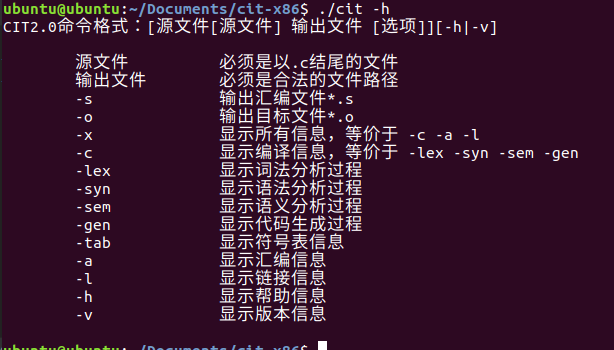 ubuntu@ubuntu:~/Documents/cit-x86$ ./cit -h
CIT2.0命令格式：[源文件[源文件] 输出文件 [选项]][-h|-v]
源文件 必须是以.c结尾的文件
输出文件 必须是合法的文件路径
-s 输出汇编文件*.s
-o 输出目标文件*.o
-x 显示所有信息，等价于 -c -a -l
-c 显示编译信息，等价于 -lex -syn -sem -gen
-lex 显示词法分析过程
-syn 显示语法分析过程
-sem 显示语义分析过程
-gen 显示代码生成过程
-tab 显示符号表信息
-a 显示汇编信息
-l 显示链接信息
-h 显示帮助信息
-v 显示版本信息
ubuntu@ubuntu:~/Documents/cit-x86$